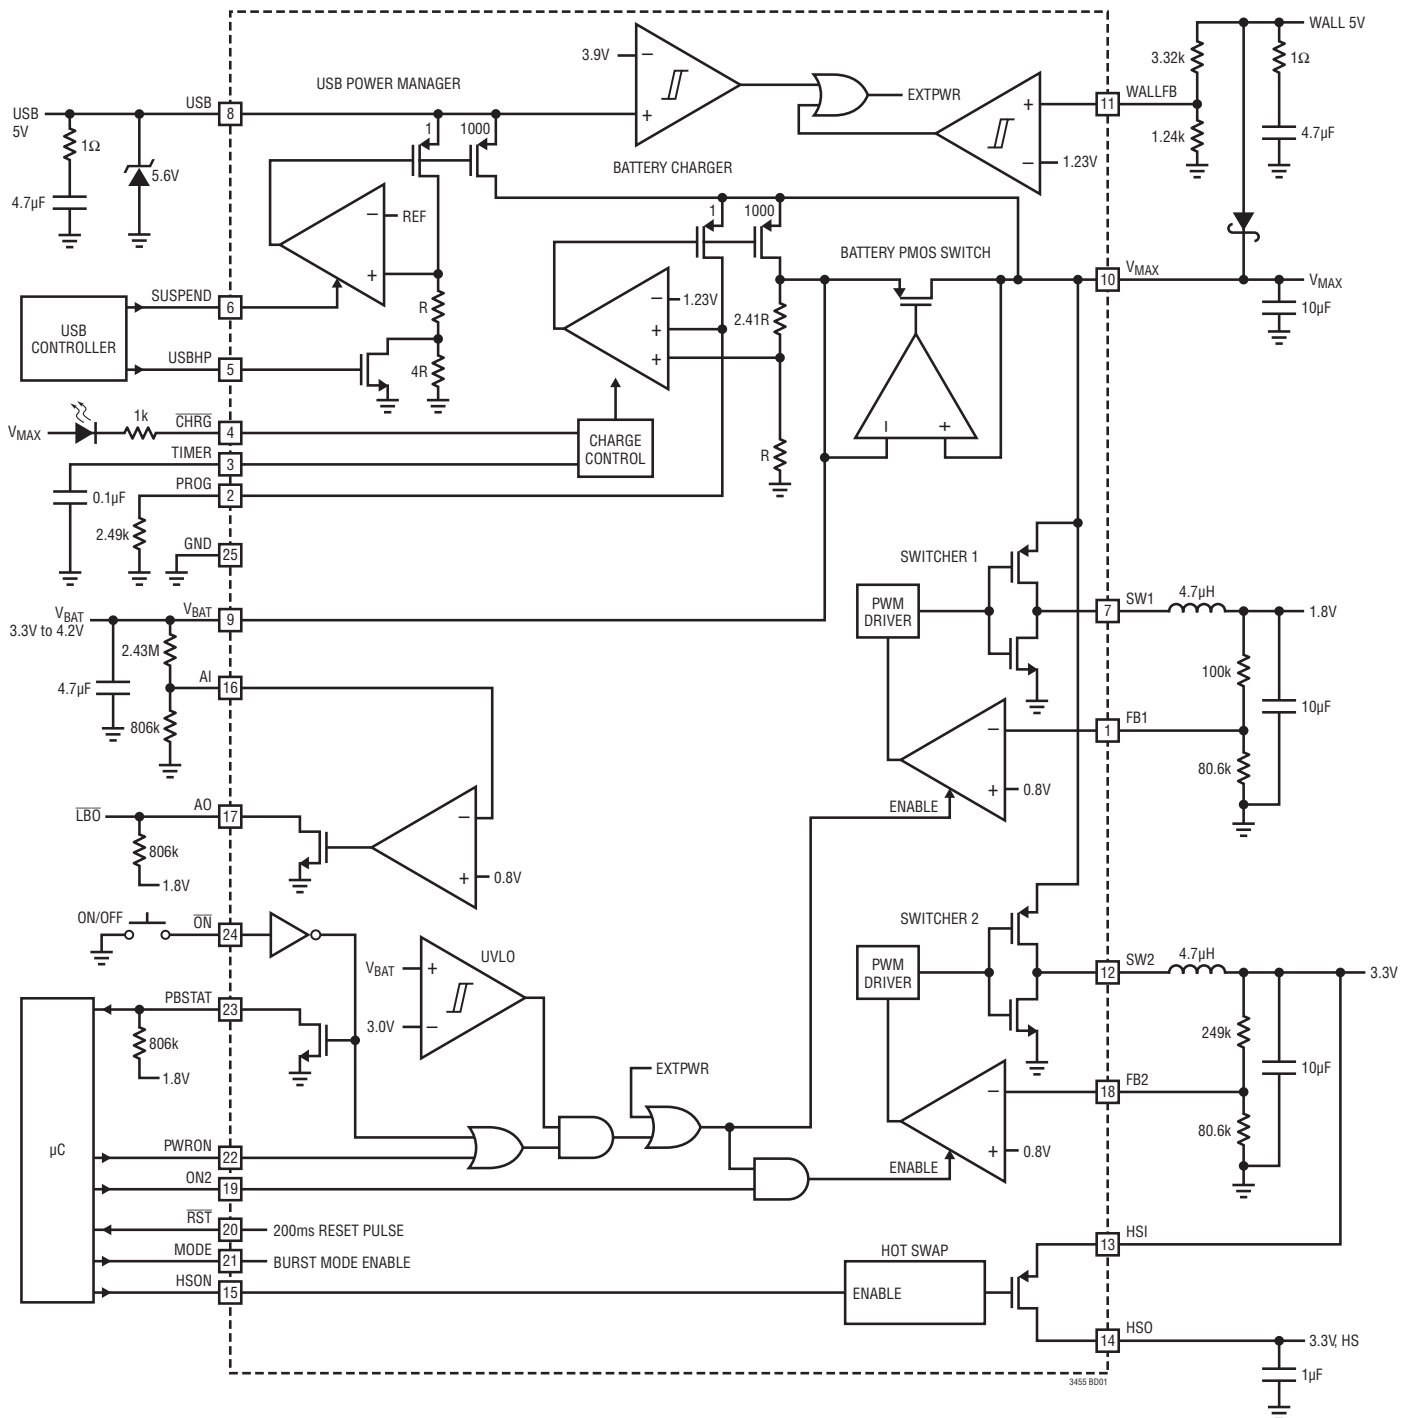 WALL 5V
3.9V
–
3.32k
1Ω
USB POWER MANAGER
USB
8
USB
5V
+
EXTPWR
+
11
WALLFB
1
1000
1Ω
1.24k
4.7µF
–
1.23V
BATTERY CHARGER
5.6V
4.7µF
–
REF
1
1000
BATTERY PMOS SWITCH
+
10
VMAX
VMAX
SUSPEND
6
–
1.23V
10µF
USB
CONTROLLER
R
2.41R
+
+
USBHP
5
4R
1k
VMAX
CHRG
4
CHARGE
CONTROL
–
+
TIMER
3
R
PROG
2
0.1µF
2.49k
GND
25
SWITCHER 1
PWM
DRIVER
4.7µH
SW1
7
1.8V
VBAT
3.3V to 4.2V
VBAT
9
2.43M
AI
16
4.7µF
806k
100k
10µF
–
1
FB1
80.6k
+
0.8V
ENABLE
AO
17
LBO
–
806k
1.8V
+
0.8V
ON/OFF
ON
24
SWITCHER 2
UVLO
VBAT
+
PWM
DRIVER
4.7µH
SW2
12
3.3V
PBSTAT
23
3.0V
–
806k
1.8V
249k
10µF
EXTPWR
–
18
FB2
80.6k
µC
+
0.8V
PWRON
22
ENABLE
ON2
19
RST
20
200ms RESET PULSE
MODE
21
BURST MODE ENABLE
HSON
15
HOT SWAP
ENABLE
13
HSI
14
HSO
3.3V, HS
1µF
3455 BD01